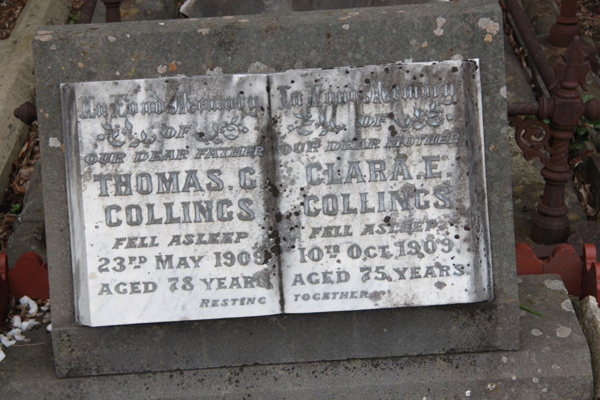 In Loving Memory
OF
OUR DEAR FATHER
THOMAS. G.
COLLINGS
FELL ASLEEP
23RD MAY 1909
AGED 78 YEARS.
RESTING
In Loving Memory
OF
OUR DEAR MOTHER
CLARA. E.
COLLINGS
FELL ASLEEP
10TH OCT. 1909
AGED 75 YEARS
TOGETHER